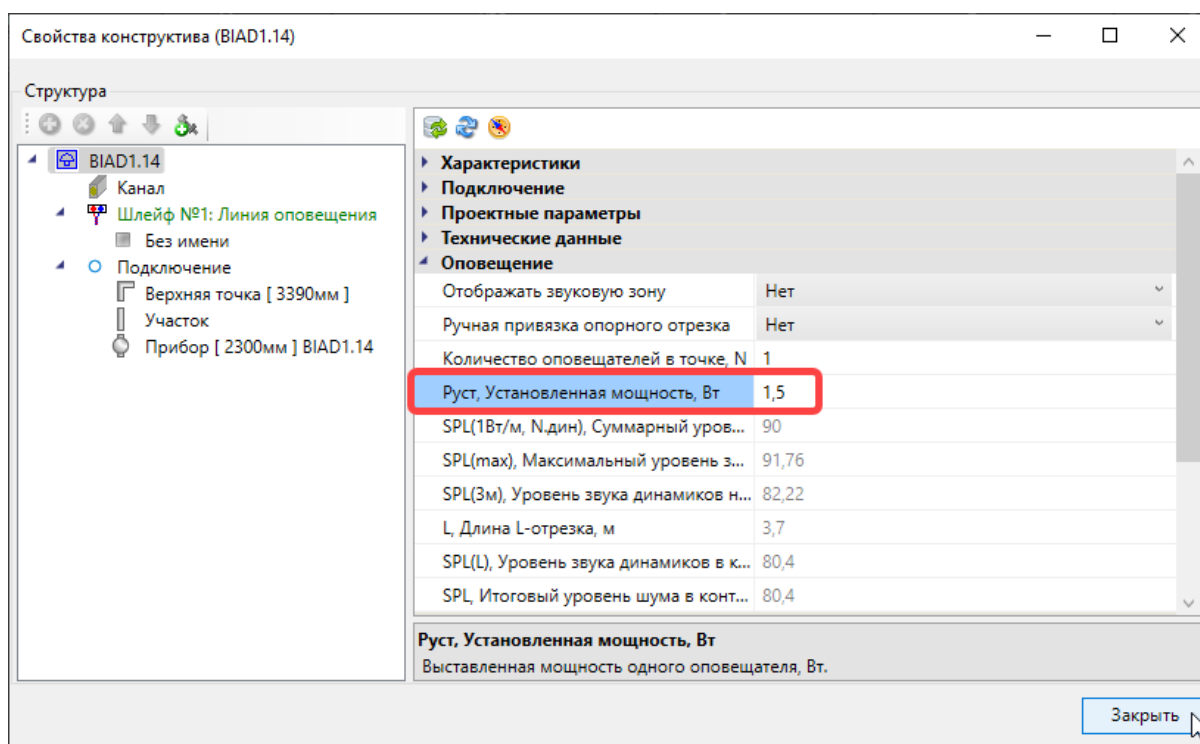 Свойства конструктива (BIAD1.14)
Структура
BIAD1.14
Канал
Шлейф №1: Линия оповещения
Без имени
Подключение
Верхняя точка [ 3390мм ]
Участок
Прибор [ 2300мм ] BIAD1.14
Характеристики
Подключение
Проектные параметры
Технические данные
Оповещение
Отображать звуковую зону Нет
Ручная привязка опорного отрезка Нет
Количество оповещателей в точке, N 1
Pуст, Установленная мощность, Вт 1,5
SPL(1Вт/м, N.дин), Суммарный уров... 90
SPL(max), Максимальный уровень з... 91,76
SPL(3м), Уровень звука динамиков н... 82,22
L, Длина L-отрезка, м 3,7
SPL(L), Уровень звука динамиков в к... 80,4
SPL, Итоговый уровень шума в конт... 80,4
Pуст, Установленная мощность, Вт
Выставленная мощность одного оповещателя, Вт.
Закрыть